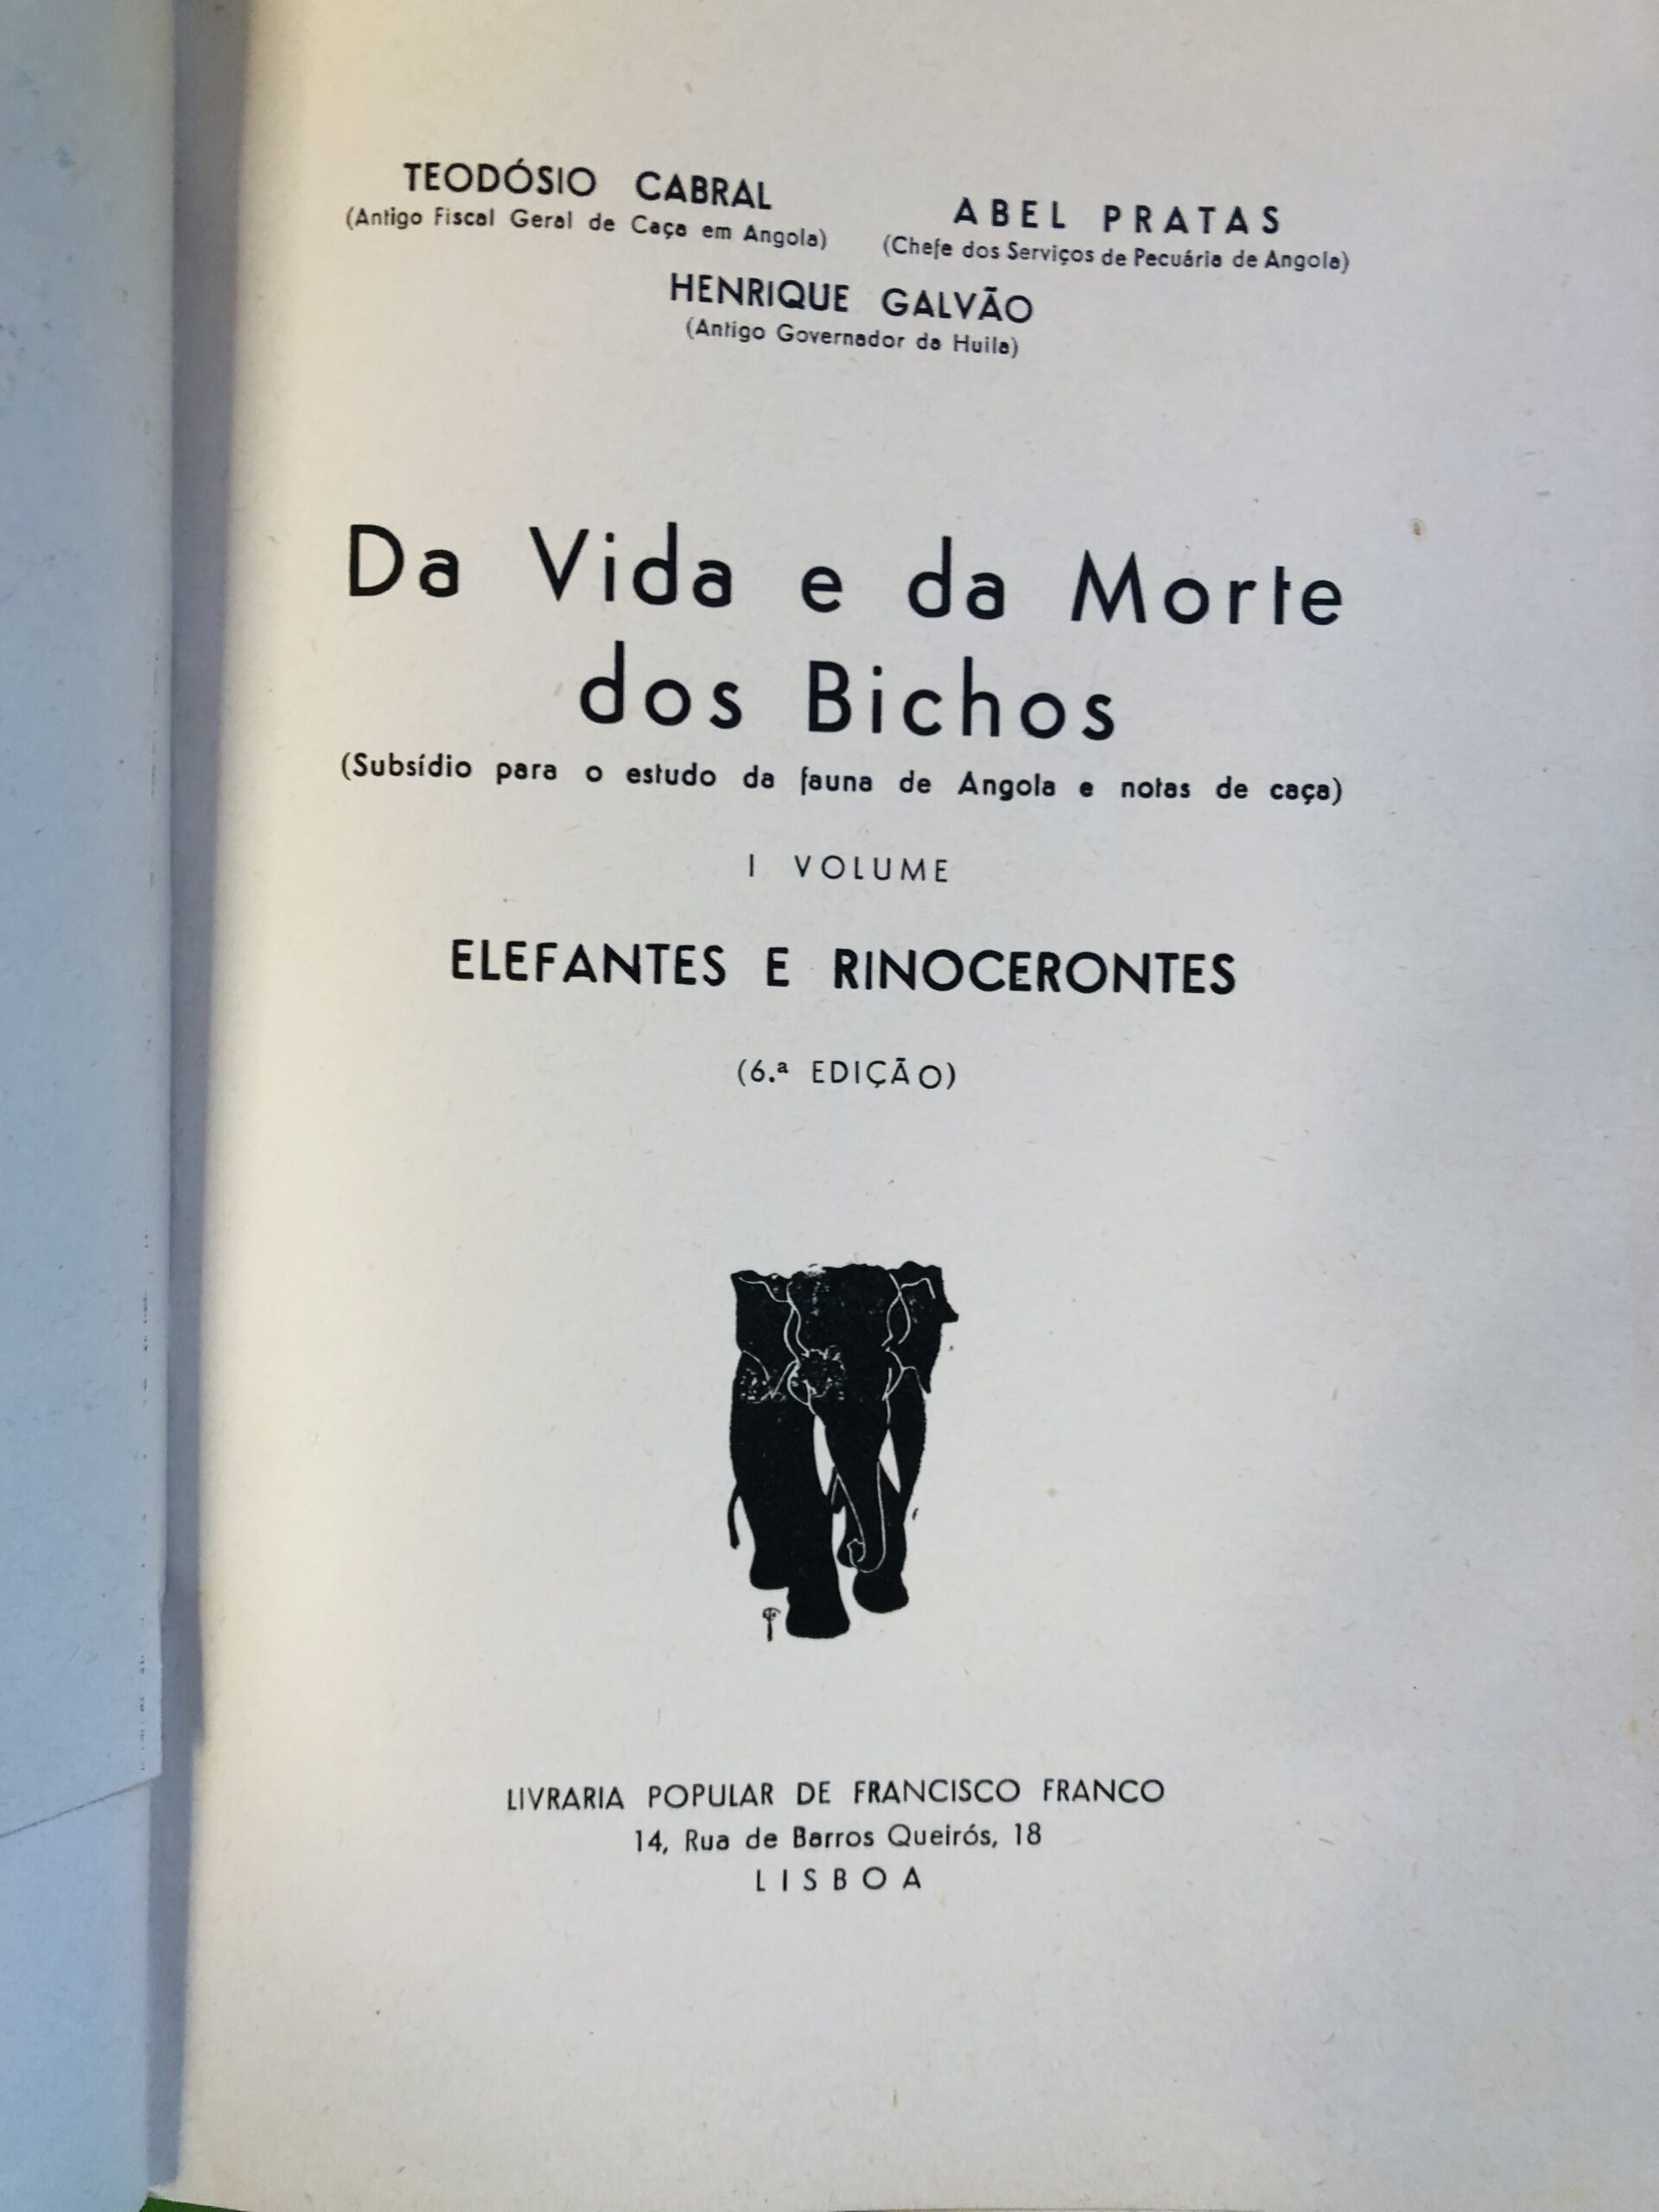 TEODÓSIO CABRAL
(Antigo Fiscal Geral de Caça em Angola)
ABEL PRATAS
(Chefe dos Serviços de Pecuária de Angola)
HENRIQUE GALVÃO
(Antigo Governador da Huila)
Da Vida e da Morte
dos Bichos
(Subsídio para o estudo da fauna de Angola e notas de caça)
I VOLUME
ELEFANTES E RINOCERONTES
(6.ª EDIÇÃO)
LIVRARIA POPULAR DE FRANCISCO FRANCO
14, Rua de Barros Queirós, 18
LISBOA